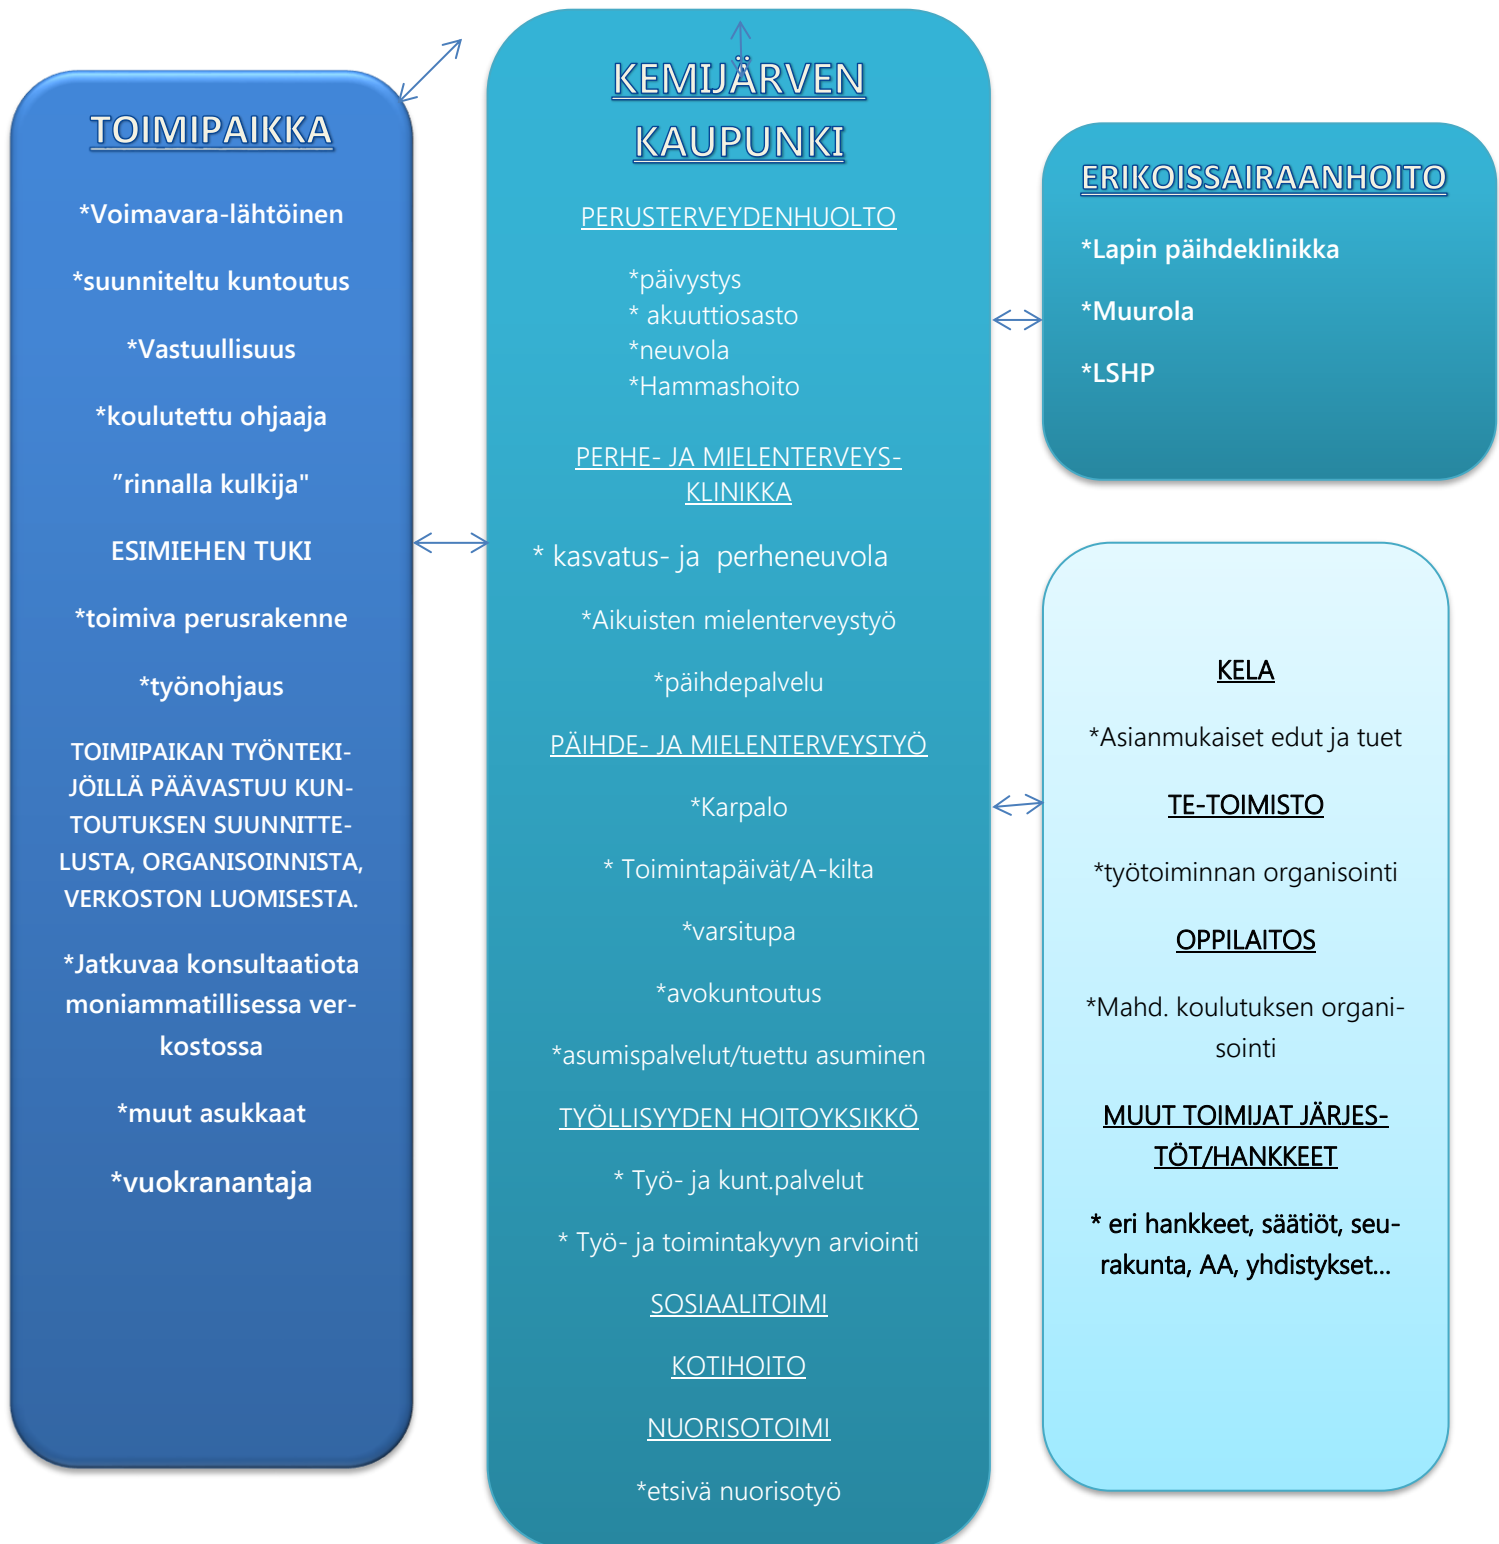 TOIMIPAIKKA
*Voimavara-lähtöinen
*suunniteltu kuntoutus
*Vastuullisuus
*koulutettu ohjaaja
”rinnalla kulkija"
ESIMIEHEN TUKI
*toimiva perusrakenne
*työnohjaus
TOIMIPAIKAN TYÖNTEKI-
JÖILLÄ PÄÄVASTUU KUN-
TOUTUKSEN SUUNNITTE-
LUSTA, ORGANISOINNISTA,
VERKOSTON LUOMISESTA.
*Jatkuvaa konsultaatiota
moniammatillisessa ver-
kostossa
*muut asukkaat
*vuokranantaja
KEMIJÄRVEN
KAUPUNKI
PERUSTERVEYDENHUOLTO
*päivystys
* akuuttiosasto
*neuvola
*Hammashoito
PERHE- JA MIELENTERVEYS-
KLINIKKA
* kasvatus- ja perheneuvola
*Aikuisten mielenterveystyö
*päihdepalvelu
PÄIHDE- JA MIELENTERVEYSTYÖ
*Karpalo
* Toimintapäivät/A-kilta
*varsitupa
*avokuntoutus
*asumispalvelut/tuettu asuminen
TYÖLLISYYDEN HOITOYKSIKKÖ
* Työ- ja kunt.palvelut
* Työ- ja toimintakyvyn arviointi
SOSIAALITOIMI
KOTIHOITO
NUORISOTOIMI
*etsivä nuorisotyö
ERIKOISSAIRAANHOITO
*Lapin päihdeklinikka
*Muurola
*LSHP
KELA
*Asianmukaiset edut ja tuet
TE-TOIMISTO
*työtoiminnan organisointi
OPPILAITOS
*Mahd. koulutuksen organi-
sointi
MUUT TOIMIJAT JÄRJES-
TÖT/HANKKEET
* eri hankkeet, säätiöt, seu-
rakunta, AA, yhdistykset...